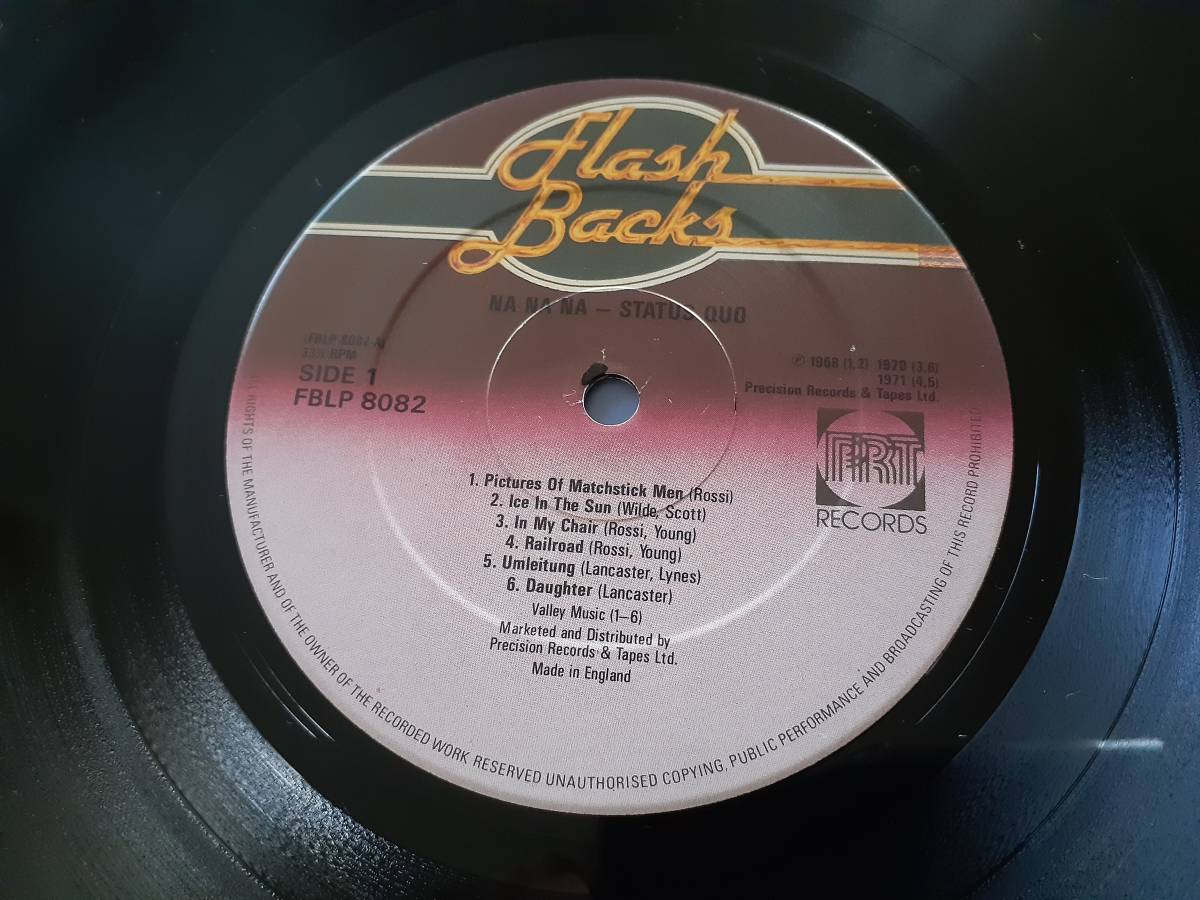 Flash
Backs
NA NA NA – STATUS QUO
(FBLP 8082 A)
33⅓ RPM
SIDE 1
FBLP 8082
℗ 1968 (1,2) 1970 (3,6)
1971 (4,5)
Precision Records & Tapes Ltd.
PRT
RECORDS
1. Pictures Of Matchstick Men (Rossi)
2. Ice In The Sun (Wilde, Scott)
3. In My Chair (Rossi, Young)
4. Railroad (Rossi, Young)
5. Umleitung (Lancaster, Lynes)
6. Daughter (Lancaster)
Valley Music (1–6)
Marketed and Distributed by
Precision Records & Tapes Ltd.
Made in England
RIGHTS OF THE MANUFACTURER AND OF THE OWNER OF THE RECORDED WORK RESERVED UNAUTHORISED COPYING, PUBLIC PERFORMANCE AND BROADCASTING OF THIS RECORD PROHIBITED